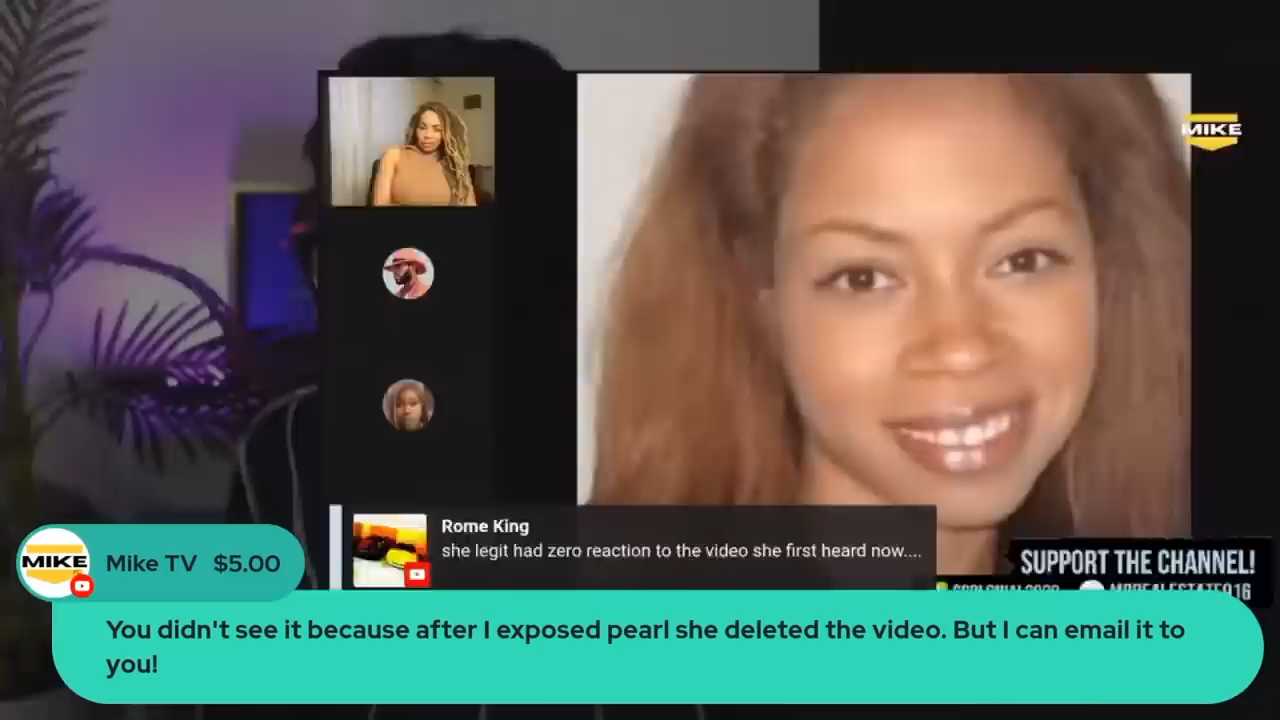 MIKE
Rome King
she legit had zero reaction to the video she first heard now....
SUPPORT THE CHANNEL!
MIKE
Mike TV $5.00
You didn't see it because after I exposed pearl she deleted the video. But I can email it to
you!